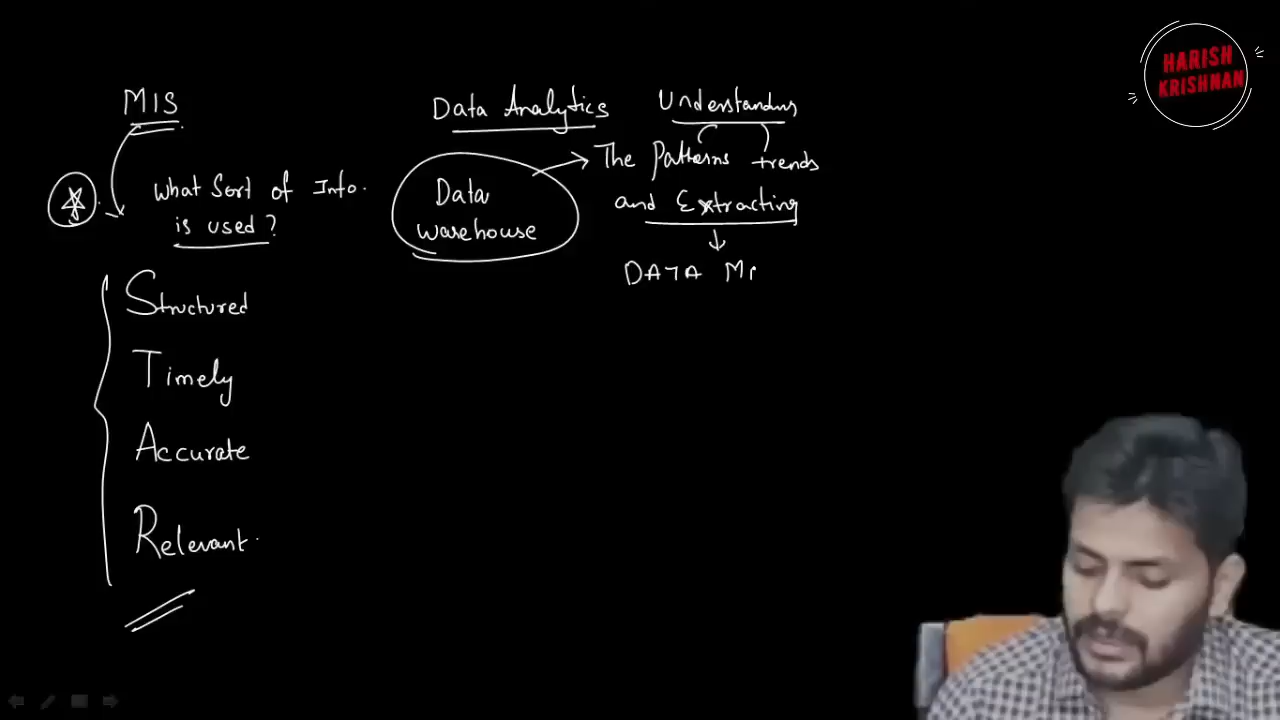 HARISH
KRISHNAN
MIS
What Sort of Info.
is used?
Structured
Timely
Accurate
Relevant.
Data Analytics
Data
warehouse
Understanding
The Patterns trends
and Extracting
DATA MI